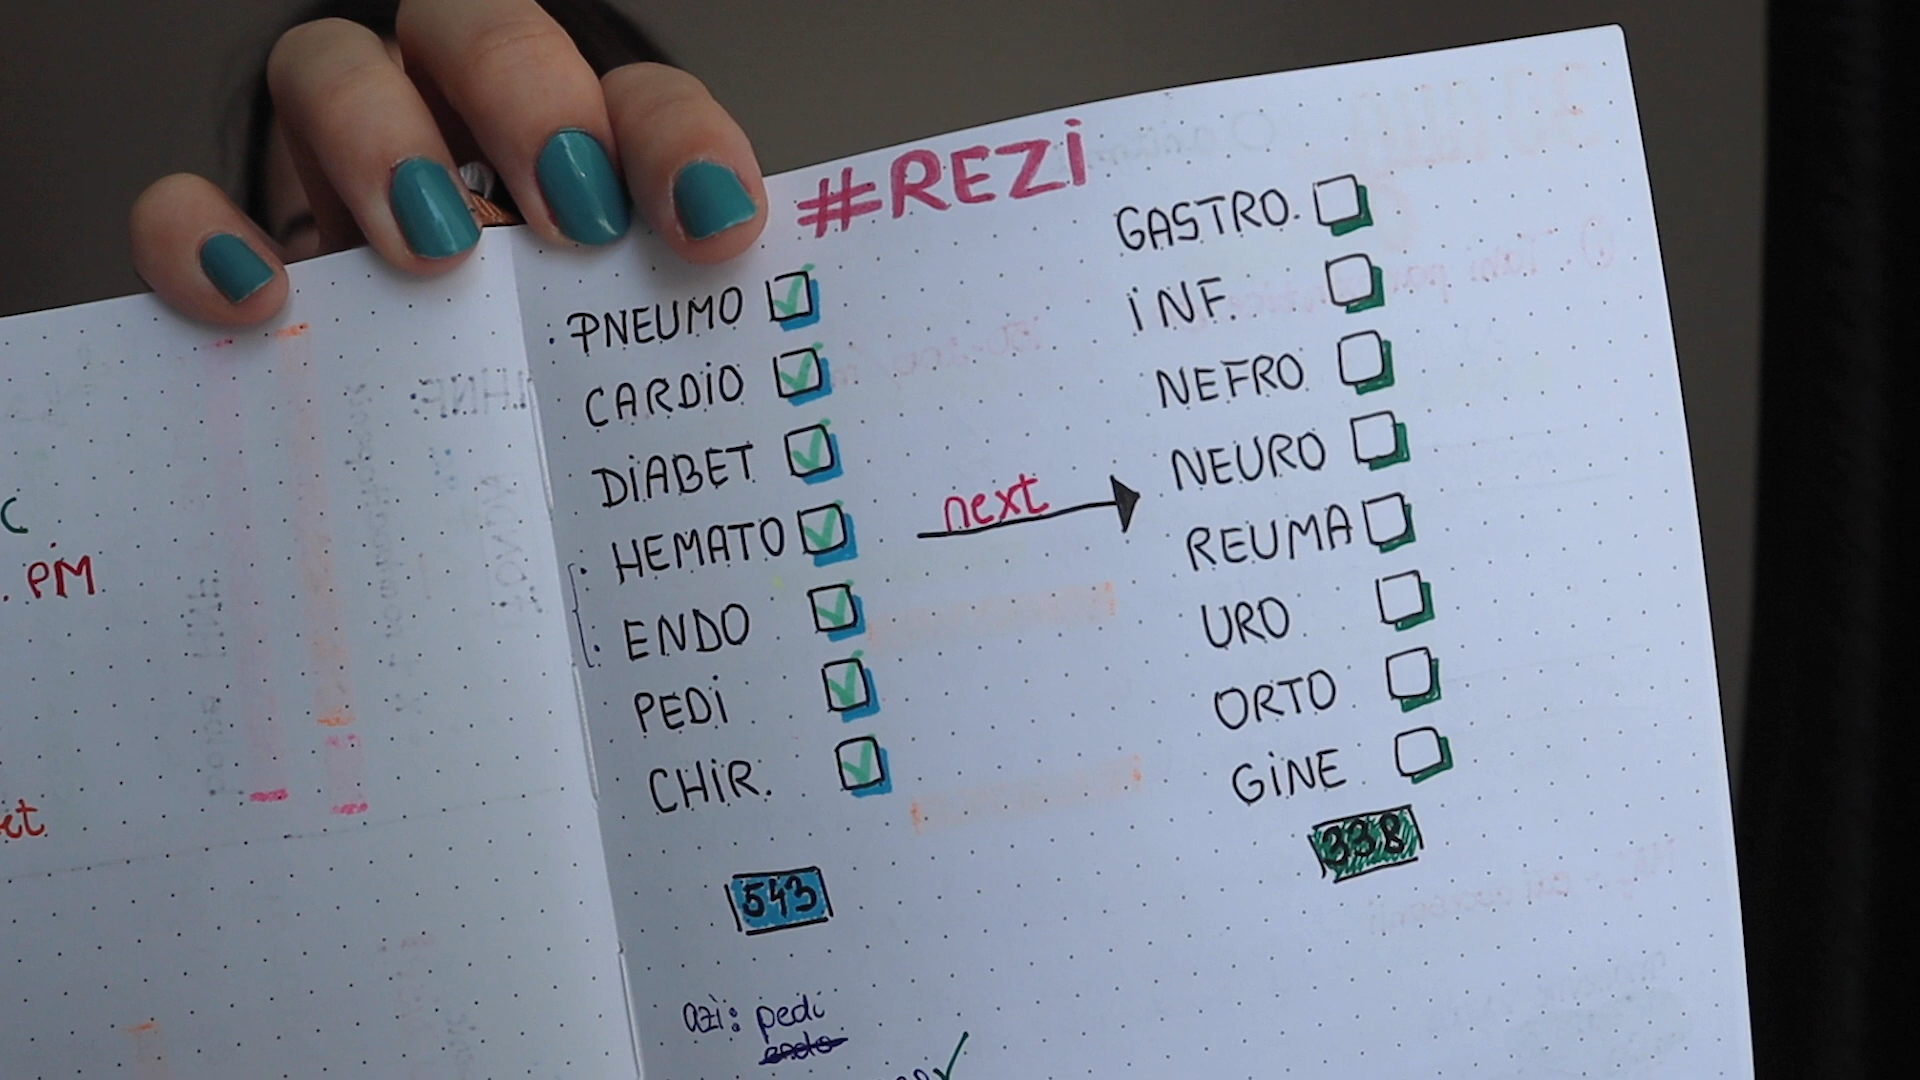 #REZI
PNEUMO
CARDIO
DIABET
HEMATO
ENDO
PEDI
CHIR.
543
next
GASTRO.
INF.
NEFRO
NEURO
REUMA
URO
ORTO
GINE
338
azi: pedi
endo
. PM